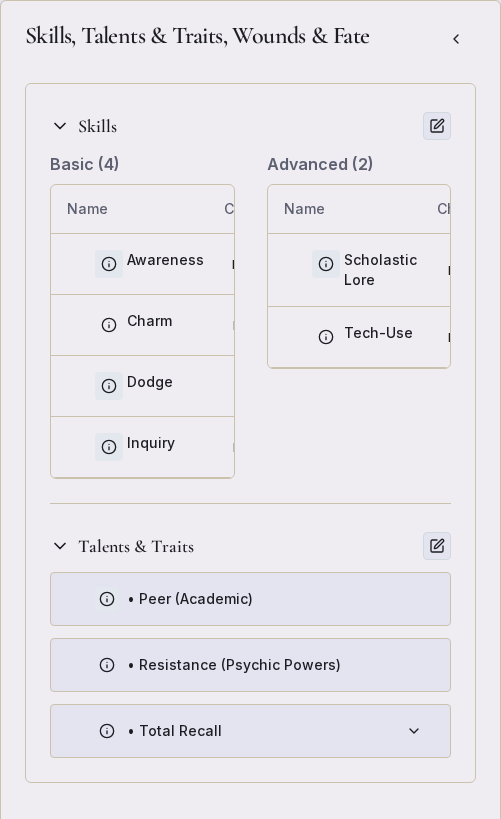 Skills, Talents & Traits, Wounds & Fate
Skills
Basic (4)
Name
Awareness
Charm
Dodge
Inquiry
Advanced (2)
Name
Scholastic
Lore
Tech-Use
Talents & Traits
• Peer (Academic)
• Resistance (Psychic Powers)
• Total Recall